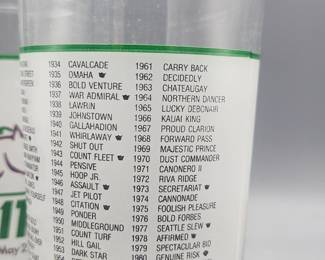 1934 CAVALCADE
1935 OMAHA
1936 BOLD VENTURE
1937 WAR ADMIRAL
1938 LAWRIN
1939 JOHNSTOWN
1940 GALLAHADION
1941 WHIRLAWAY
1942 SHUT OUT
1943 COUNT FLEET
1944 PENSIVE
1945 HOOP JR.
1946 ASSAULT
1947 JET PILOT
1948 CITATION
1949 PONDER
1950 MIDDLEGROUND
1951 COUNT TURF
1952 HILL GAIL
1953 DARK STAR
1961 CARRY BACK
1962 DECIDEDLY
1963 CHATEAUGAY
1964 NORTHERN DANCER
1965 LUCKY DEBONAIR
1966 KAUAI KING
1967 PROUD CLARION
1968 FORWARD PASS
1969 MAJESTIC PRINCE
1970 DUST COMMANDER
1971 CANONERO II
1972 RIVA RIDGE
1973 SECRETARIAT
1974 CANNONADE
1975 FOOLISH PLEASURE
1976 BOLD FORBES
1977 SEATTLE SLEW
1978 AFFIRMED
1979 SPECTACULAR BID
1980 GENUINE RISK
11